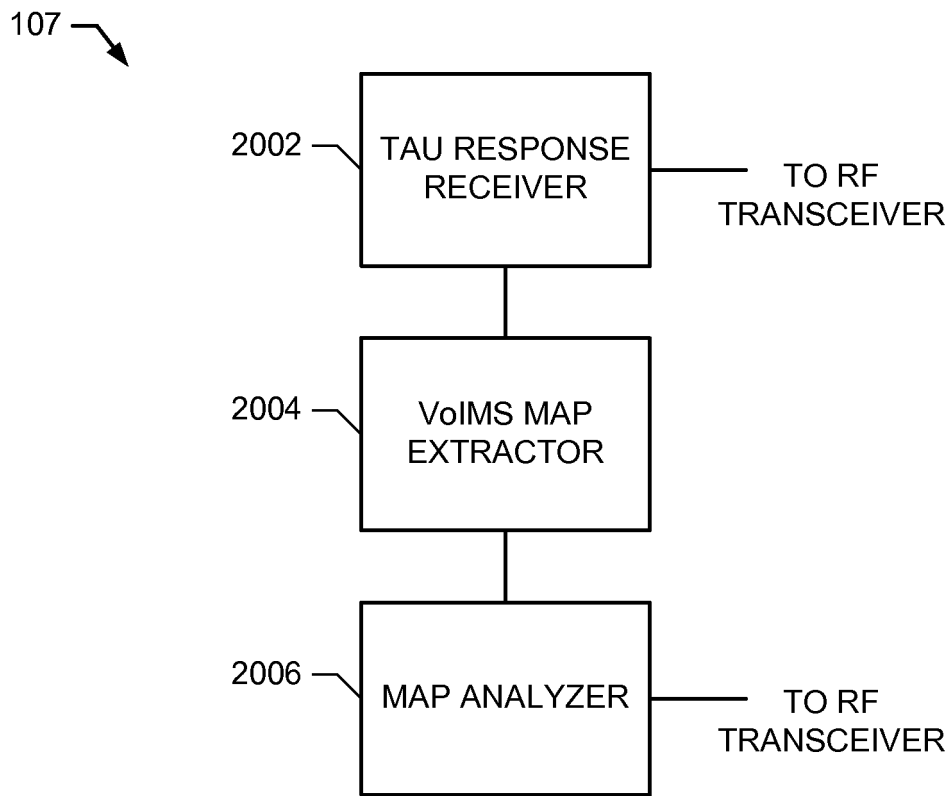 107
2002
TAU RESPONSE
RECEIVER
TO RF
TRANSCEIVER
2004
VoIMS MAP
EXTRACTOR
2006
MAP ANALYZER
TO RF
TRANSCEIVER